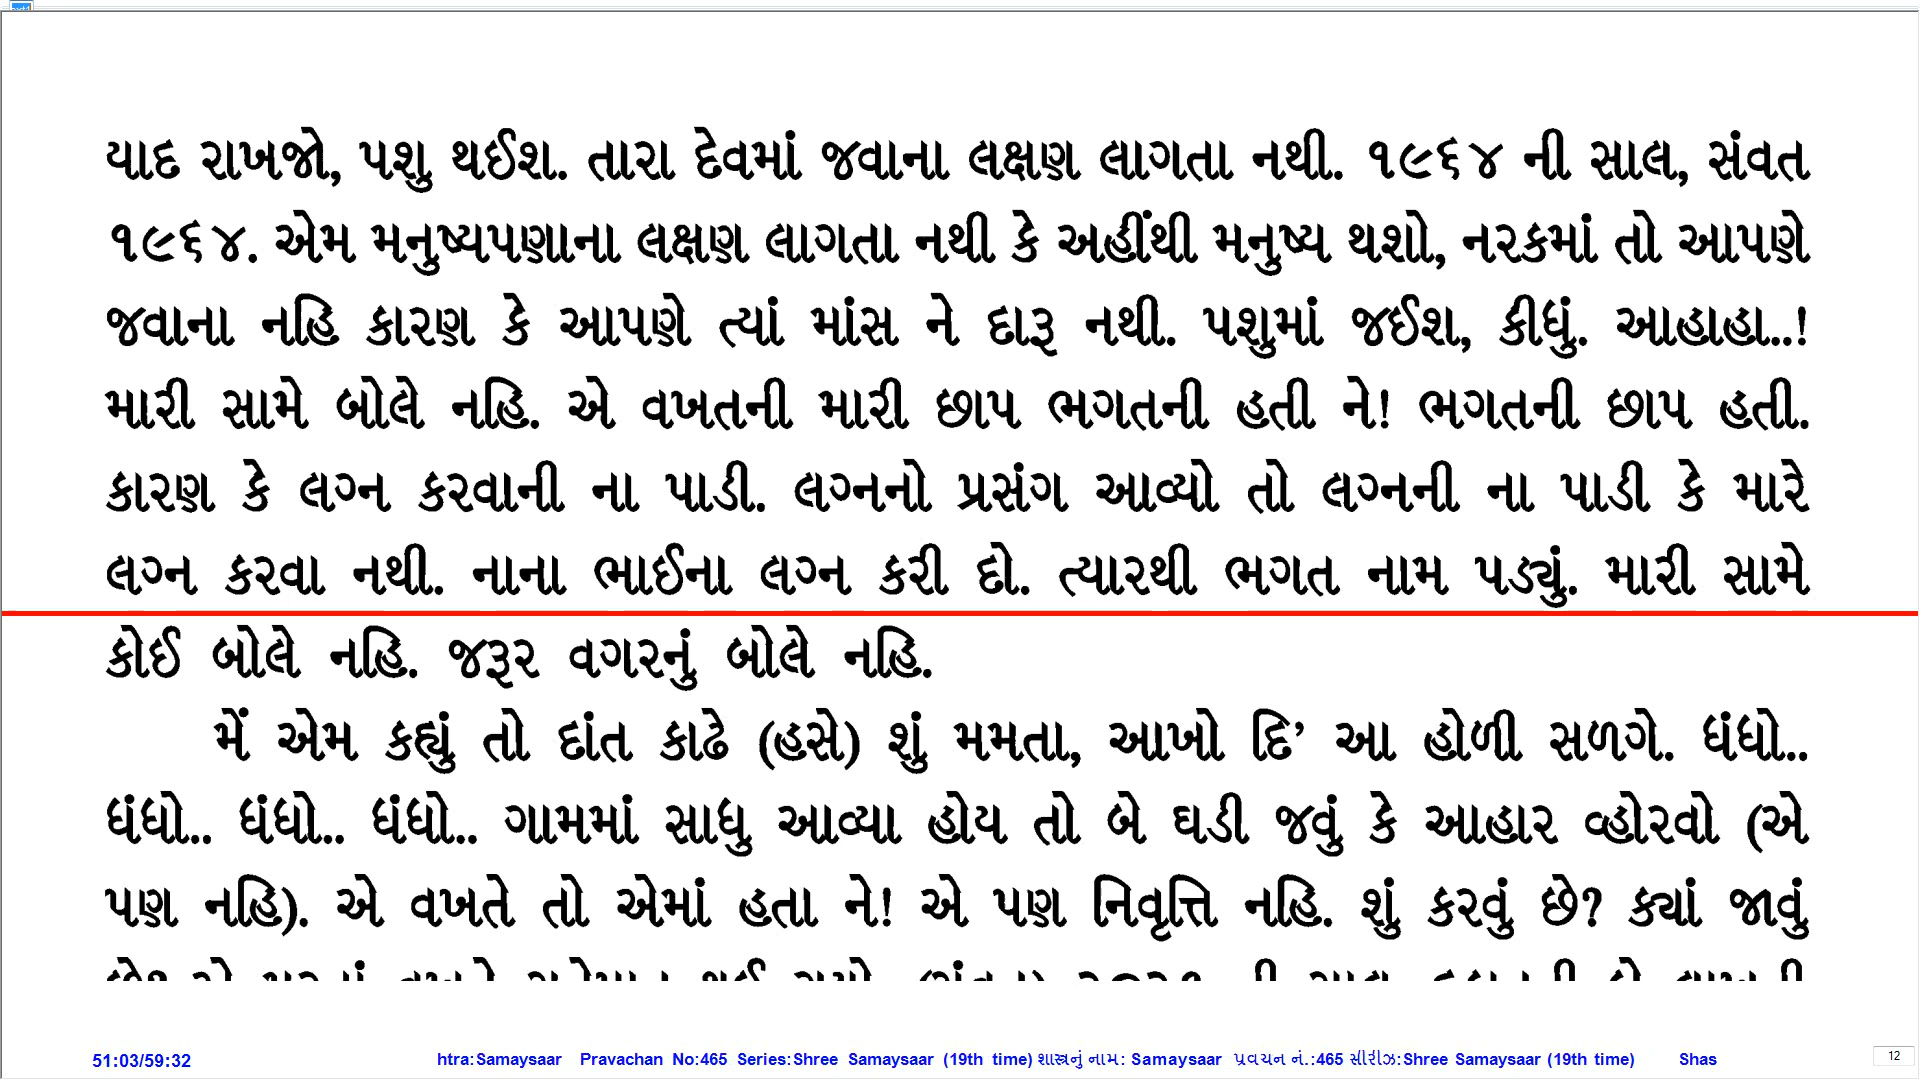 યાદ રાખજો, પશુ થઈશ. તારા દેવમાં જવાના લક્ષણ લાગતા નથી. ૧૯૬૪ ની સાલ, સંવત
૧૯૬૪. એમ મનુષ્યપણાના લક્ષણ લાગતા નથી કે અહીંથી મનુષ્ય થશો, નરકમાં તો આપણે
જવાના નહિ કારણ કે આપણે ત્યાં માંસ ને દારૂ નથી. પશુમાં જઈશ, કીધું. આહાહા..!
મારી સામે બોલે નહિ. એ વખતની મારી છાપ ભગતની હતી ને! ભગતની છાપ હતી.
કારણ કે લગ્ન કરવાની ના પાડી. લગ્નનો પ્રસંગ આવ્યો તો લગ્નની ના પાડી કે મારે
લગ્ન કરવા નથી. નાના ભાઈના લગ્ન કરી દો. ત્યારથી ભગત નામ પડ્યું. મારી સામે
કોઈ બોલે નહિ. જરૂર વગરનું બોલે નહિ.
મેં એમ કહ્યું તો દાંત કાઢે (હસે) શું મમતા, આખો દિ’ આ હોળી સળગે. ધંધો..
ધંધો.. ધંધો.. ધંધો.. ગામમાં સાધુ આવ્યા હોય તો બે ઘડી જવું કે આહાર વ્હોરવો (એ
પણ નહિ). એ વખતે તો એમાં હતા ને! એ પણ નિવૃત્તિ નહિ. શું કરવું છે? ક્યાં જાવું
51:03/59:32 htra:Samaysaar Pravachan No:465 Series:Shree Samaysaar (19th time) શાસ્ત્રનું નામ: Samaysaar પ્રવચન નં.:465 સીરીઝ:Shree Samaysaar (19th time) Shas 12